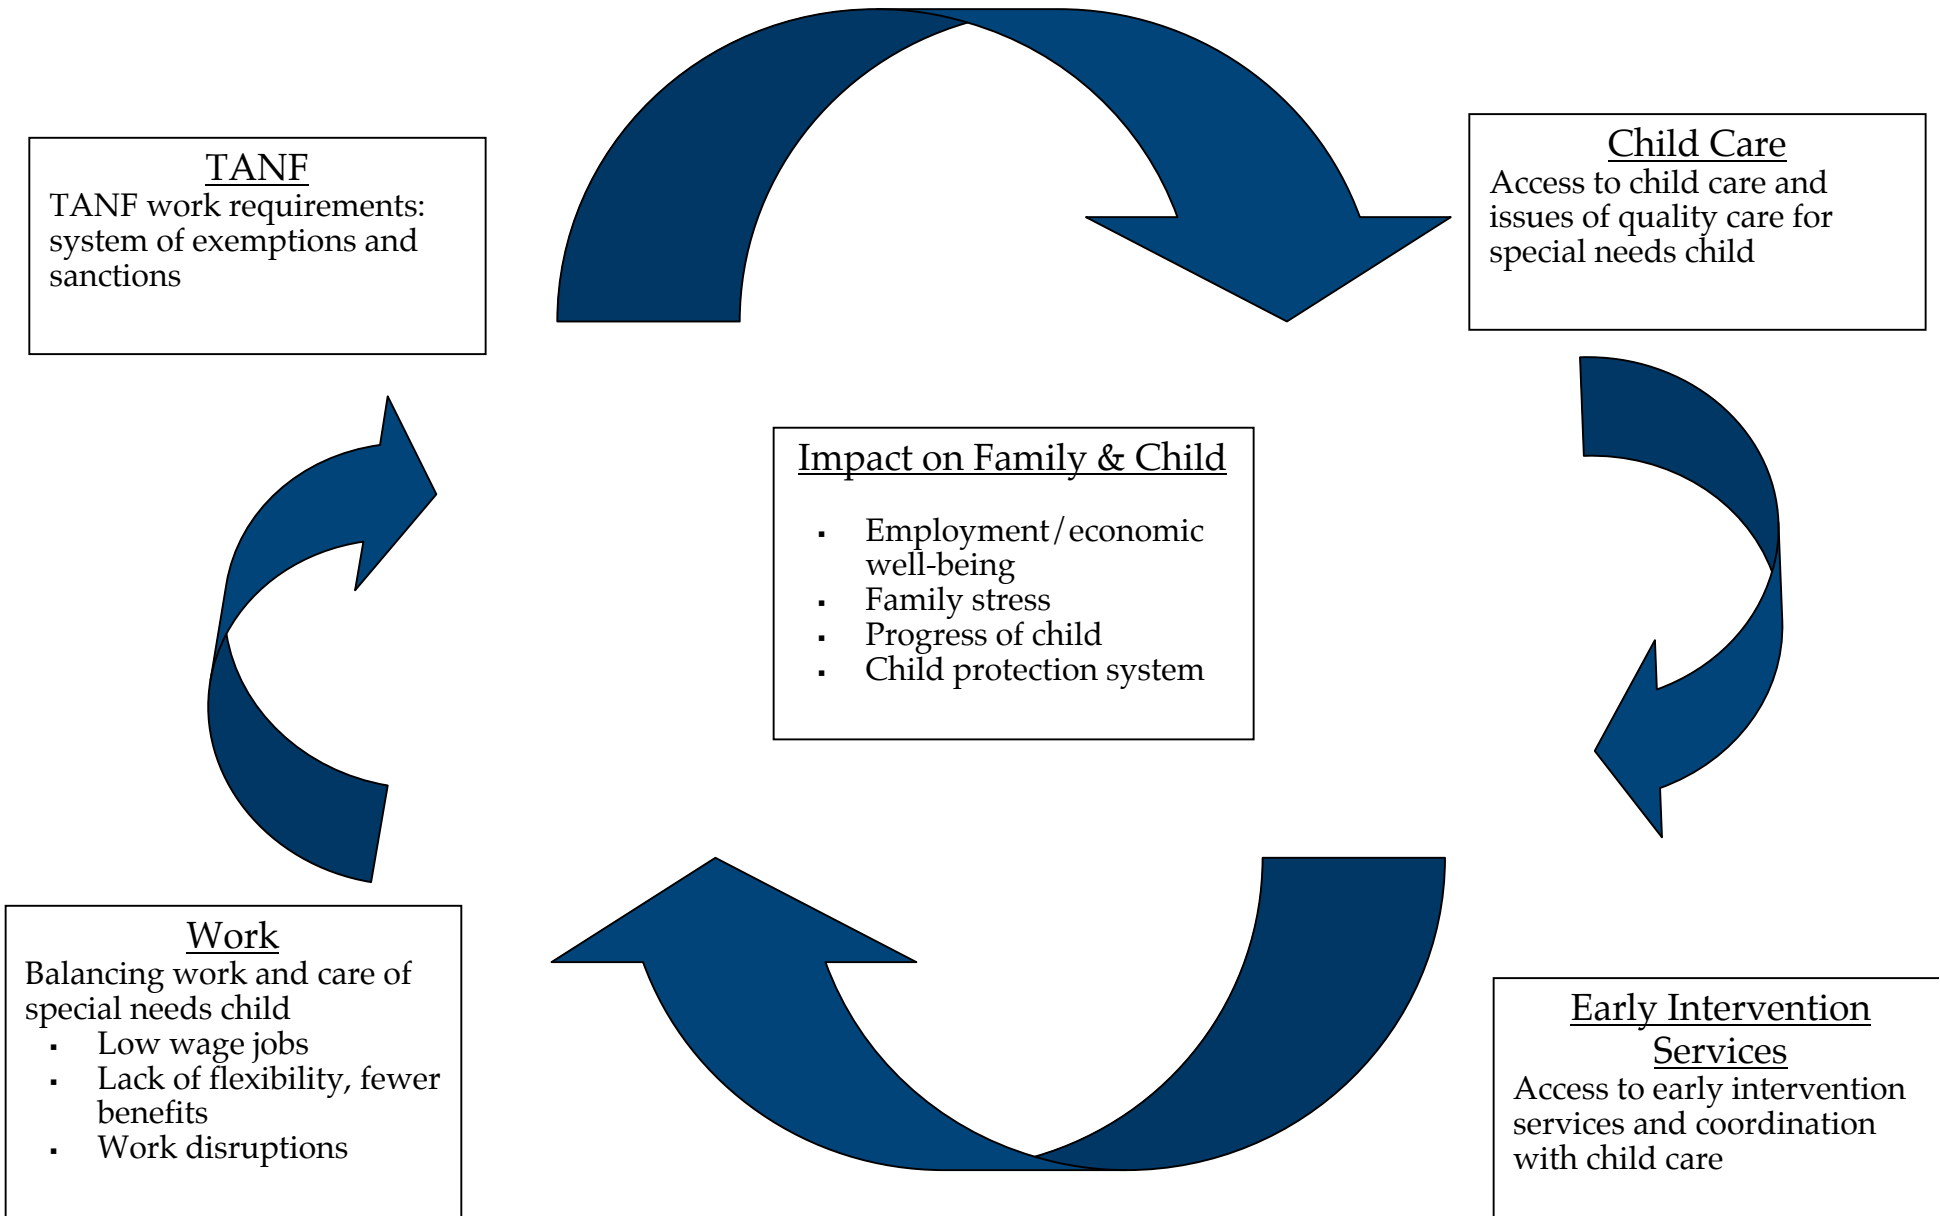 TANF
TANF work requirements:
system of exemptions and
sanctions
Child Care
Access to child care and
issues of quality care for
special needs child
Impact on Family & Child
▪ Employment/economic
well-being
▪ Family stress
▪ Progress of child
▪ Child protection system
Work
Balancing work and care of
special needs child
▪ Low wage jobs
▪ Lack of flexibility, fewer
benefits
▪ Work disruptions
Early Intervention
Services
Access to early intervention
services and coordination
with child care